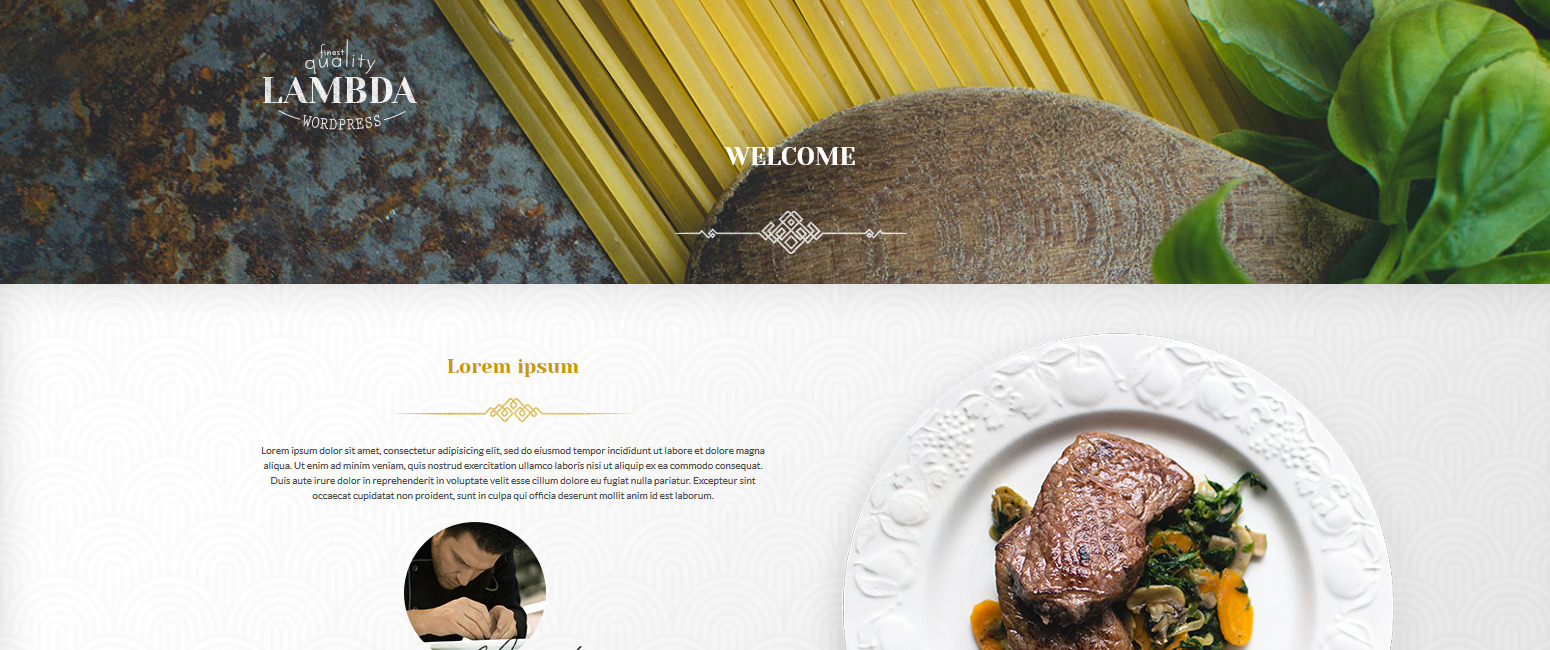 finest
quality
LAMBDA
WORDPRESS
WELCOME
Lorem ipsum
Lorem ipsum dolor sit amet, consectetur adipisicing elit, sed do eiusmod tempor incididunt ut labore et dolore magna
aliqua. Ut enim ad minim veniam, quis nostrud exercitation ullamco laboris nisi ut aliquip ex ea commodo consequat.
Duis aute irure dolor in reprehenderit in voluptate velit esse cillum dolore eu fugiat nulla pariatur. Excepteur sint
occaecat cupidatat non proident, sunt in culpa qui officia deserunt mollit anim id est laborum.